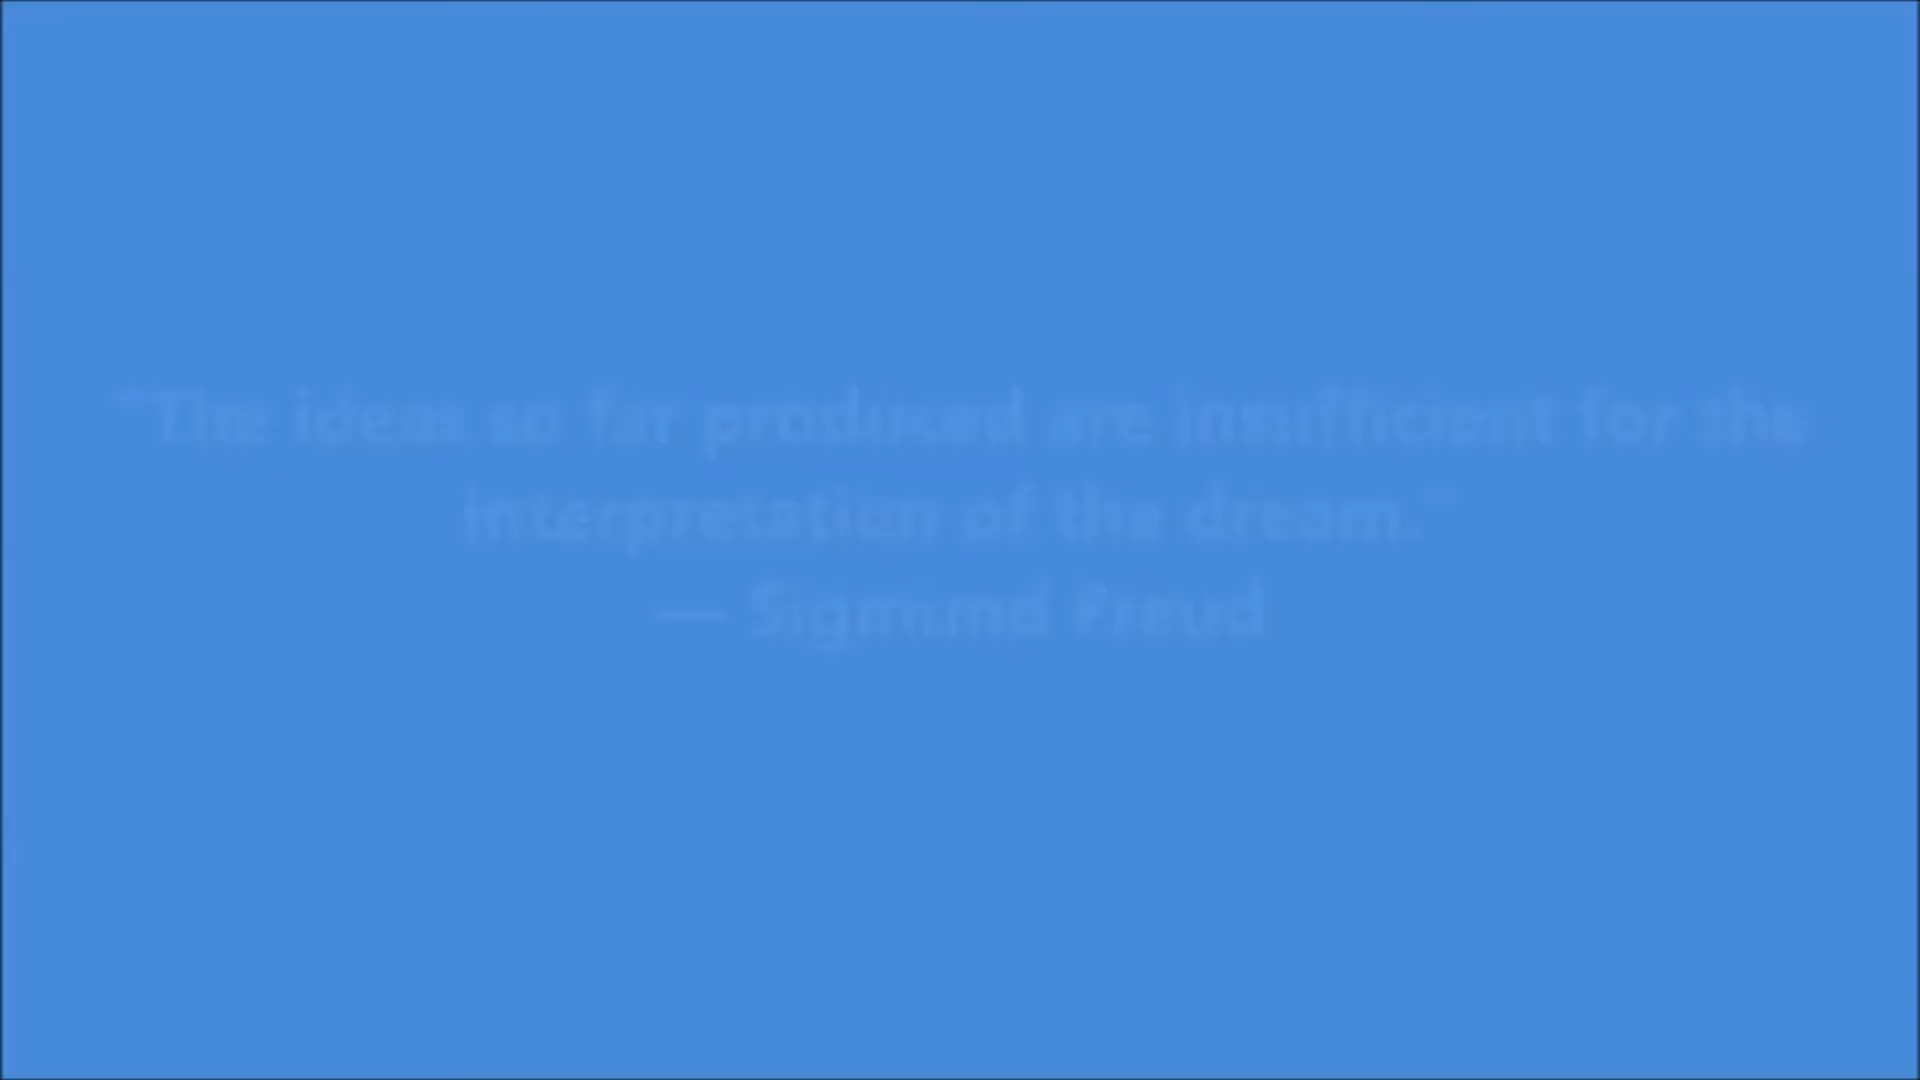 "The ideas so far produced are insufficient for the
interpretation of the dream."
— Sigmund Freud